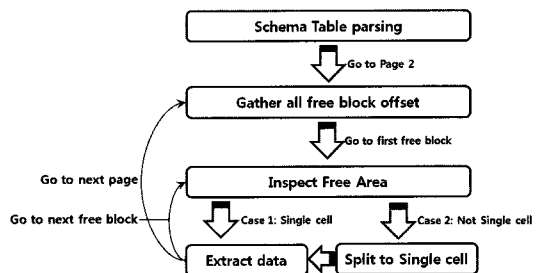 Schema Table parsing
Go to Page 2
Gather all free block offset
Go to first free block
Go to next page
Inspect Free Area
Go to next free block
Case 1: Single cell
Case 2: Not Single cell
Extract data
Split to Single cell